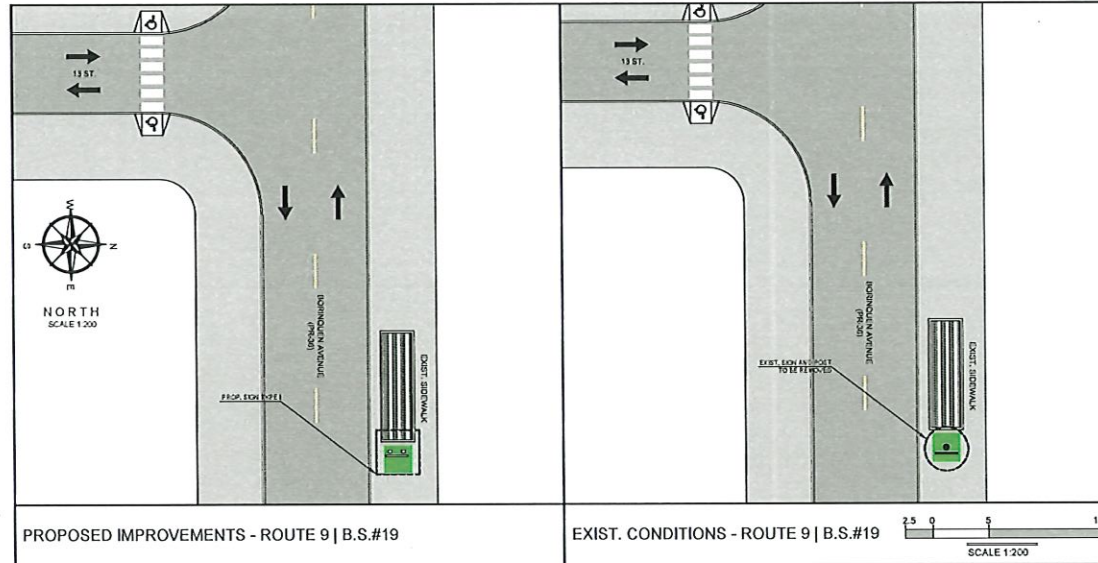 13 ST.
W
S
N
E
NORTH
SCALE 1:200
BORINQUEN AVENUE
(PR-36)
EXIST. SIDEWALK
PROP. SIGN TYPE I
PROPOSED IMPROVEMENTS - ROUTE 9 | B.S.#19
13 ST.
BORINQUEN AVENUE
(PR-36)
EXIST. SIDEWALK
EXIST. SIGN AND POST
TO BE REMOVED
EXIST. CONDITIONS - ROUTE 9 | B.S.#19
2.5 0 5
SCALE 1:200